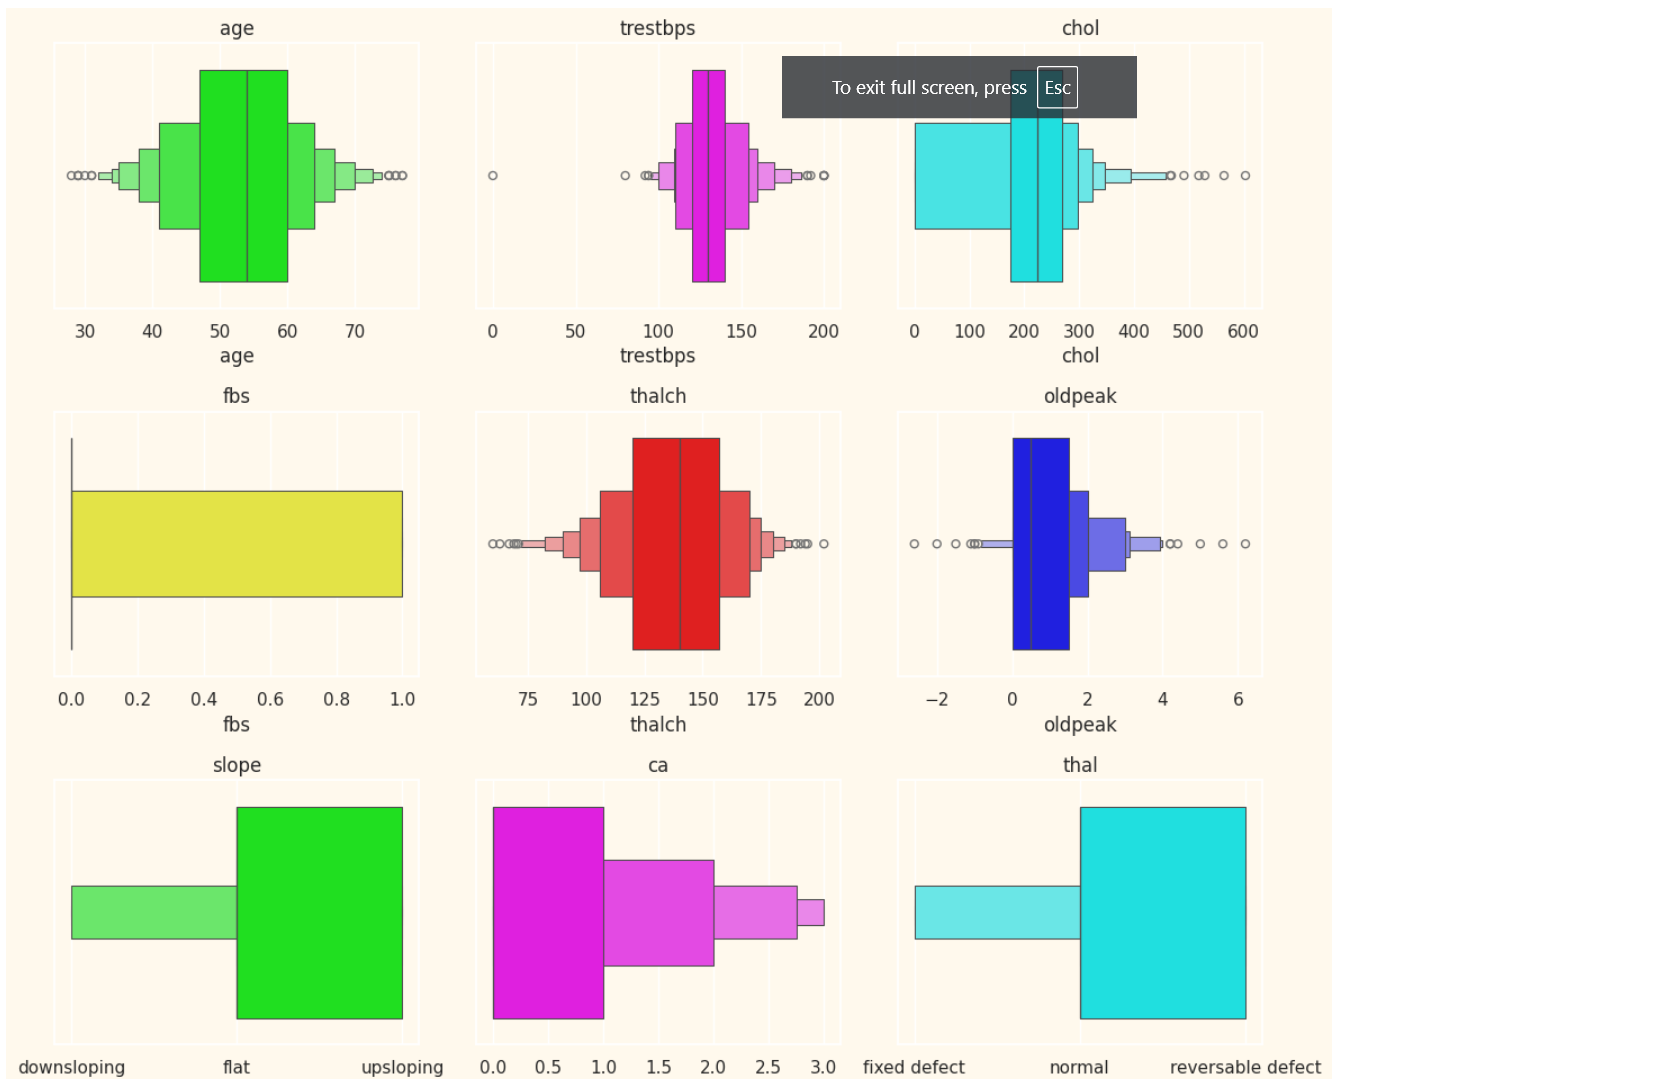 age trestbps chol
To exit full screen, press Esc
30 40 50 60 70 0 50 100 150 200 0 100 200 300 400 500 600
age trestbps chol
fbs thalch oldpeak
0.0 0.2 0.4 0.6 0.8 1.0 75 100 125 150 175 200 −2 0 2 4 6
fbs thalch oldpeak
slope ca thal
downsloping flat upsloping 0.0 0.5 1.0 1.5 2.0 2.5 3.0 fixed defect normal reversable defect